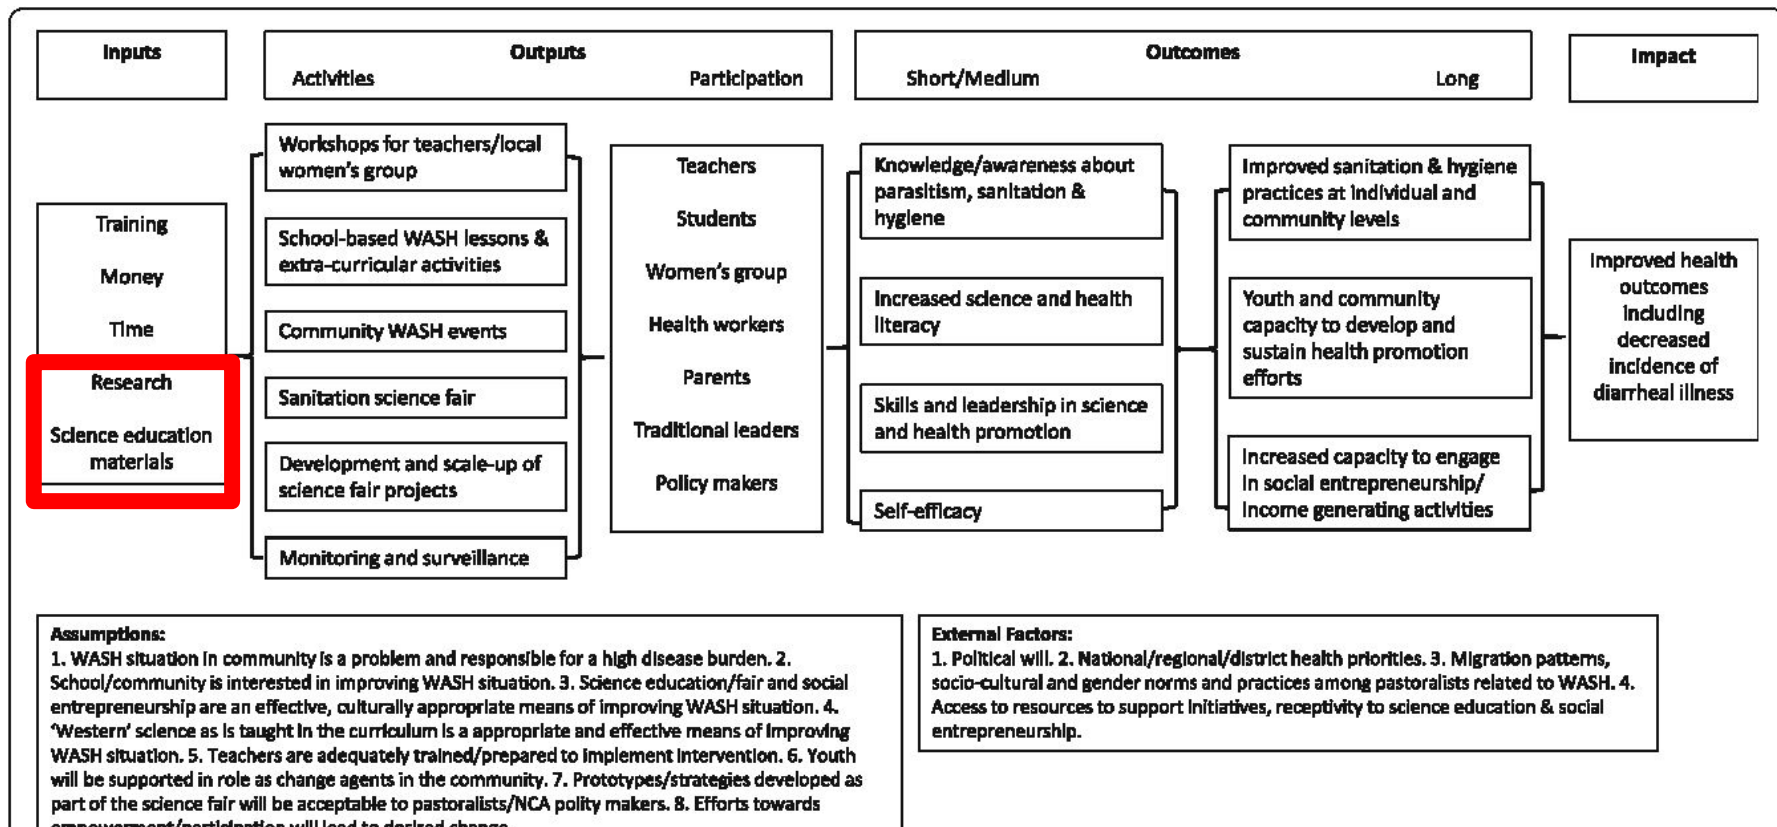 Inputs
Outputs
Activities
Participation
Outcomes
Short/Medium
Long
Impact
Training
Money
Time
Research
Science education
materials
Workshops for teachers/local
women's group
School-based WASH lessons &
extra-curricular activities
Community WASH events
Sanitation science fair
Development and scale-up of
science fair projects
Monitoring and surveillance
Teachers
Students
Women's group
Health workers
Parents
Traditional leaders
Policy makers
Knowledge/awareness about
parasitism, sanitation &
hygiene
Increased science and health
literacy
Skills and leadership in science
and health promotion
Self-efficacy
Improved sanitation & hygiene
practices at individual and
community levels
Youth and community
capacity to develop and
sustain health promotion
efforts
Increased capacity to engage
in social entrepreneurship/
income generating activities
Improved health
outcomes
including
decreased
incidence of
diarrheal illness
Assumptions:
1. WASH situation in community is a problem and responsible for a high disease burden. 2.
School/community is interested in improving WASH situation. 3. Science education/fair and social
entrepreneurship are an effective, culturally appropriate means of improving WASH situation. 4.
'Western' science as is taught in the curriculum is a appropriate and effective means of improving
WASH situation. 5. Teachers are adequately trained/prepared to implement intervention. 6. Youth
will be supported in role as change agents in the community. 7. Prototypes/strategies developed as
part of the science fair will be acceptable to pastoralists/NCA polity makers. 8. Efforts towards
empowerment/participation will lead to desired change
External Factors:
1. Political will. 2. National/regional/district health priorities. 3. Migration patterns,
socio-cultural and gender norms and practices among pastoralists related to WASH. 4.
Access to resources to support initiatives, receptivity to science education & social
entrepreneurship.